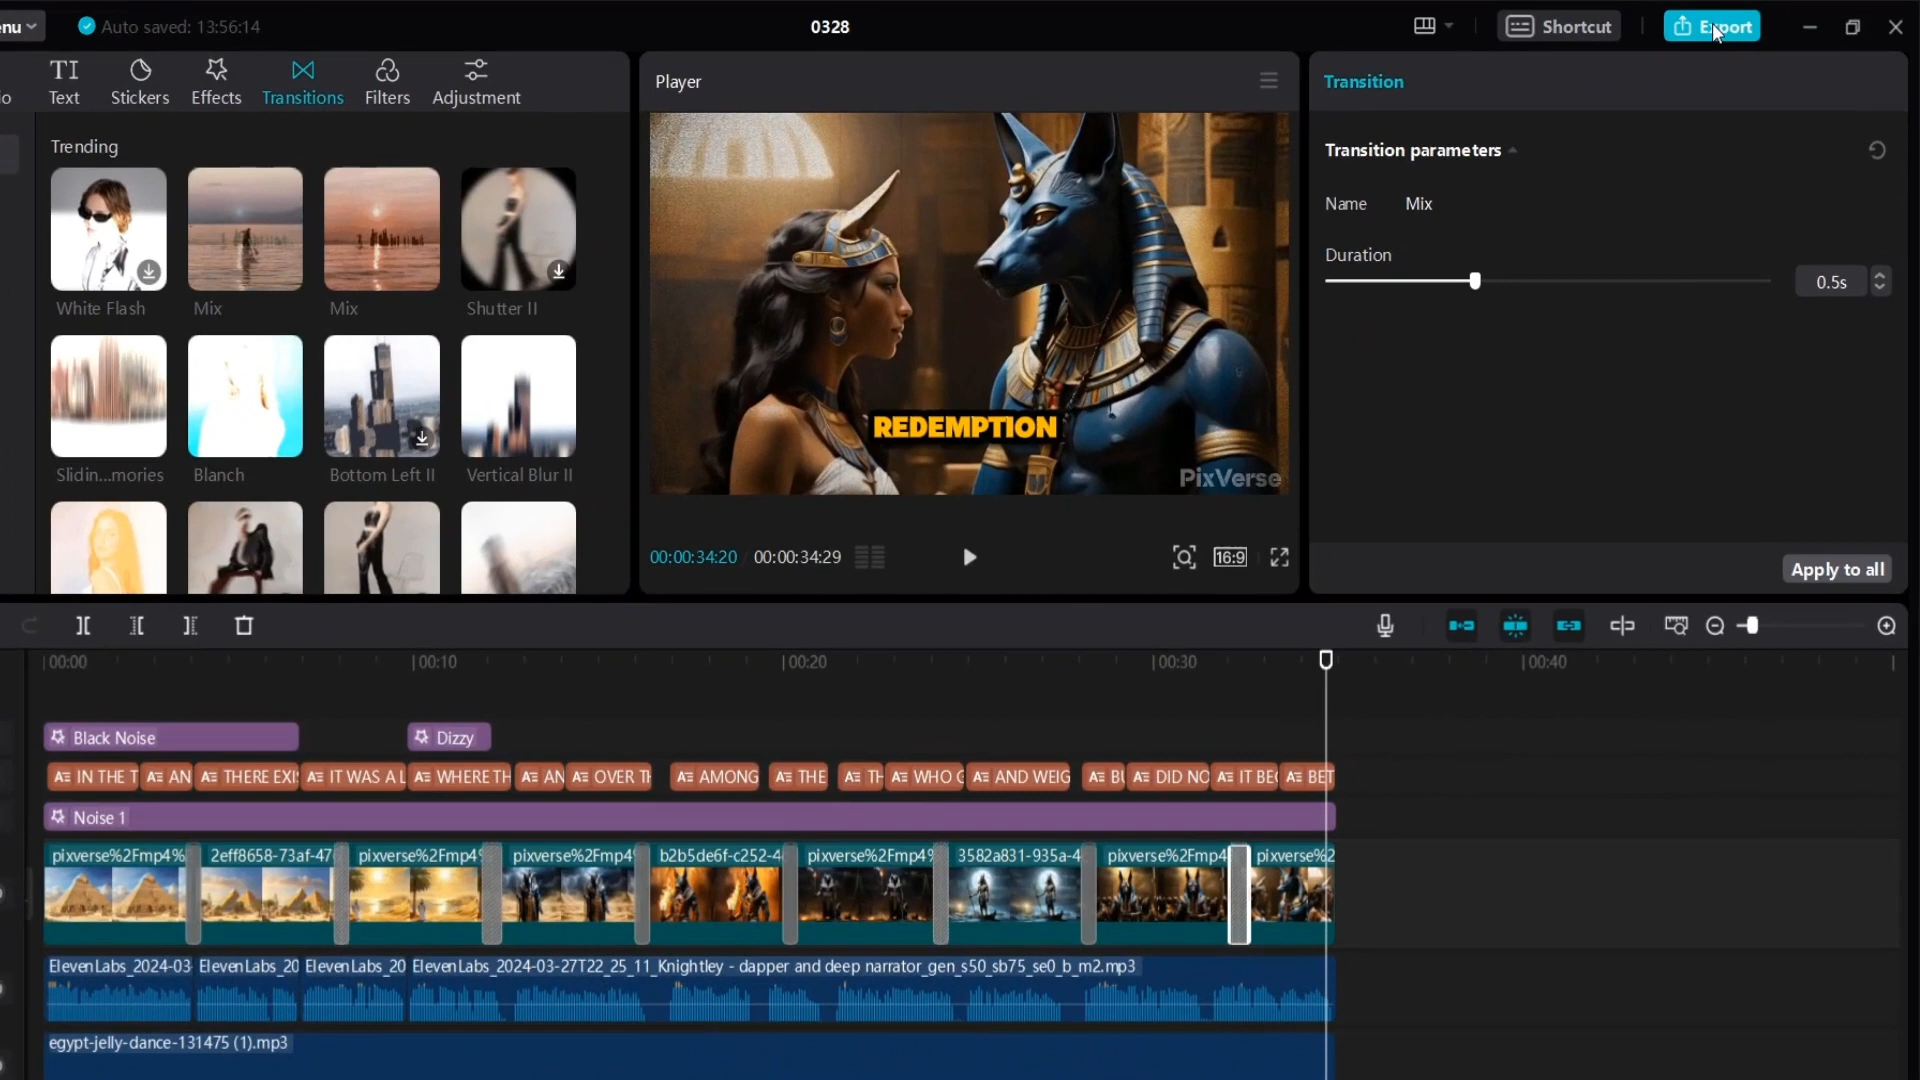 Auto saved: 13:56:14
0328
Shortcut
Export
Text
Stickers
Effects
Transitions
Filters
Adjustment
Trending
White Flash
Mix
Mix
Shutter II
Slidin...mories
Blanch
Bottom Left II
Vertical Blur II
Player
REDEMPTION
PixVerse
00:00:34:20
00:00:34:29
16:9
Transition
Transition parameters
Name Mix
Duration
0.5s
Apply to all
00:00
00:10
00:20
00:30
00:40
Black Noise
Dizzy
IN THE T
AN
THERE EXI
IT WAS A L
WHERE TH
AN
OVER TH
AMONG
THE
TH
WHO
AND WEIG
BU
DID NO
IT BE
BET
Noise 1
pixverse%2Fmp4%
2eff8658-73af-47
pixverse%2Fmp4
pixverse%2Fmp4
b2b5de6f-c252-4
pixverse%2Fmp4%
3582a831-935a-4
pixverse%2Fmp4
pixverse%2
ElevenLabs_2024-03-
ElevenLabs_20
ElevenLabs_20
ElevenLabs_2024-03-27T22_25_11_Knightley - dapper and deep narrator_gen_s50_sb75_se0_b_m2.mp3
egypt-jelly-dance-131475 (1).mp3